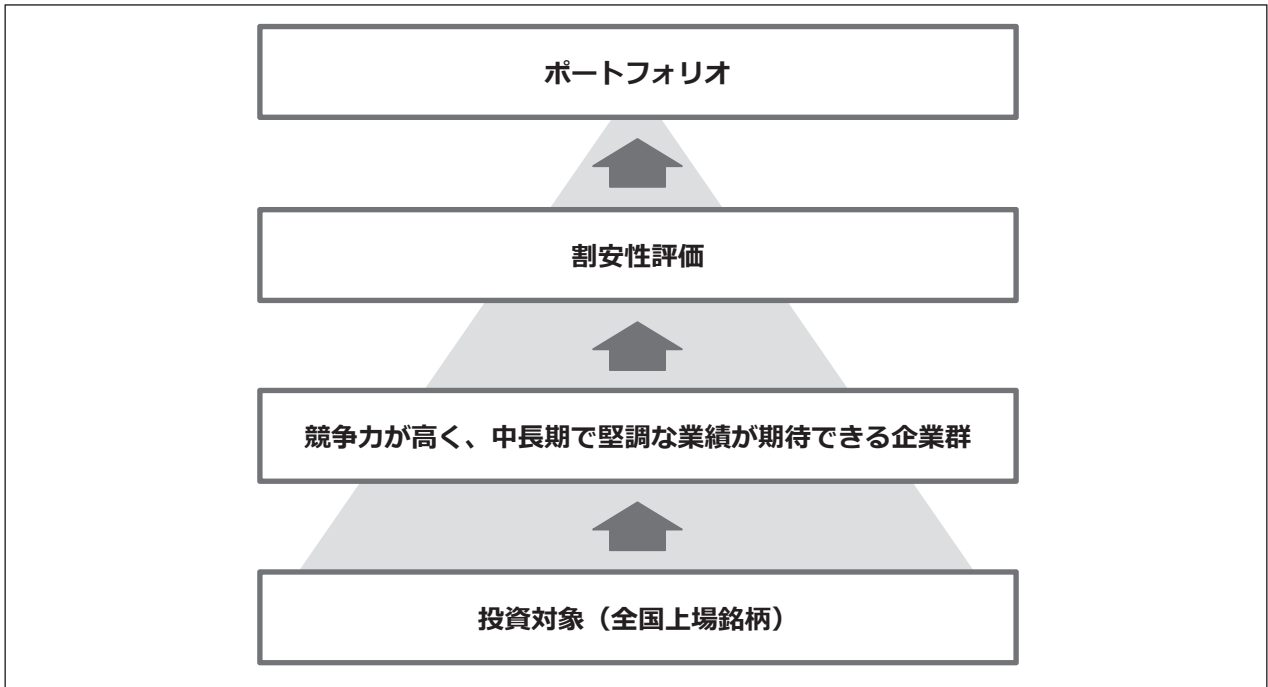 ポートフォリオ
割安性評価
競争力が高く、中長期で堅調な業績が期待できる企業群
投資対象（全国上場銘柄）